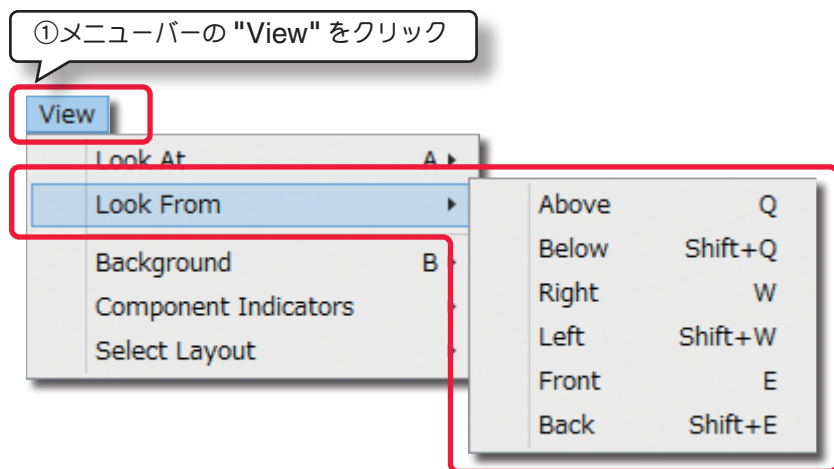 ①メニューバーの "View" をクリック
View
Look At A
Look From
Background B
Component Indicators
Select Layout
Above Q
Below Shift+Q
Right W
Left Shift+W
Front E
Back Shift+E